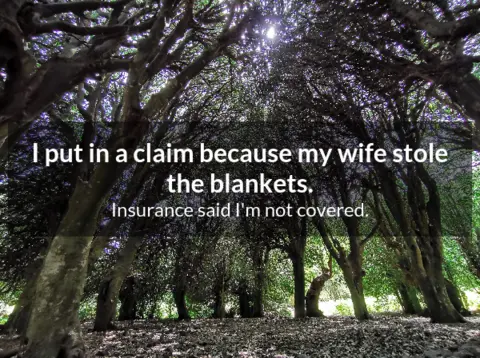 I put in a claim because my wife stole
the blankets.
Insurance said I'm not covered.